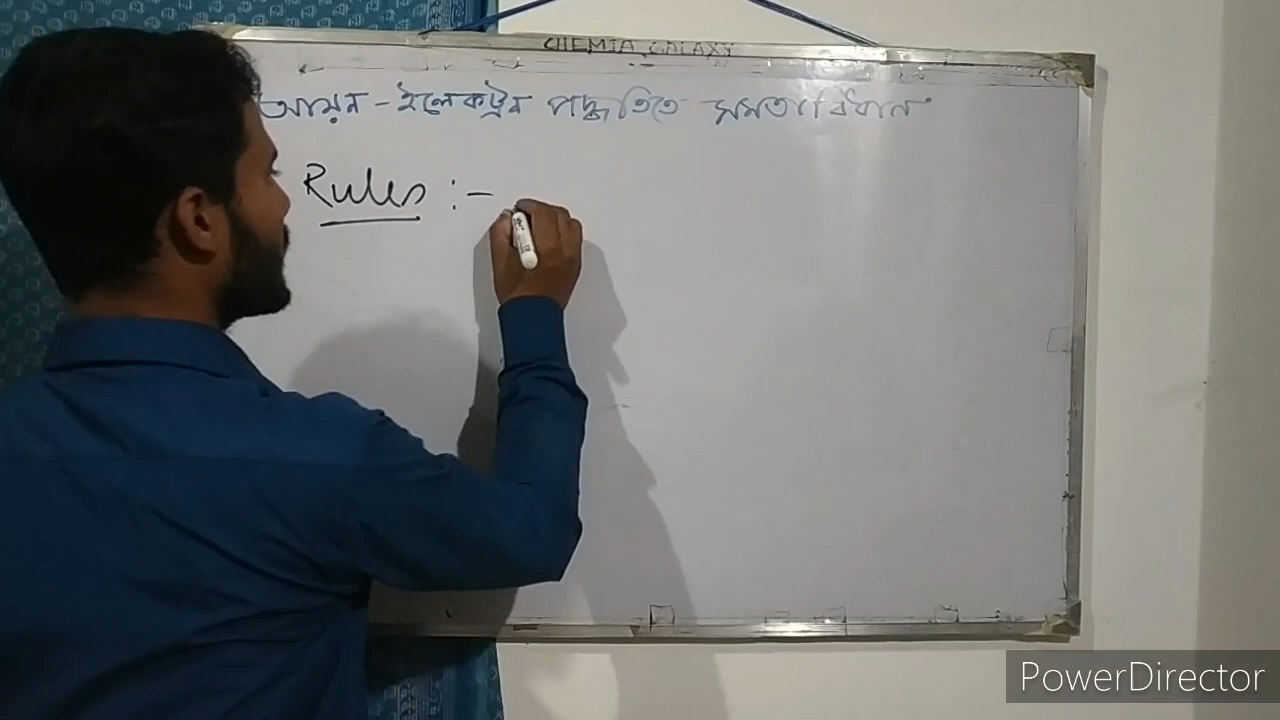 CHEMIA GALAXY
আয়ন - ইলেকট্রন পদ্ধতিতে সমতাবিধান
Rules :-
PowerDirector